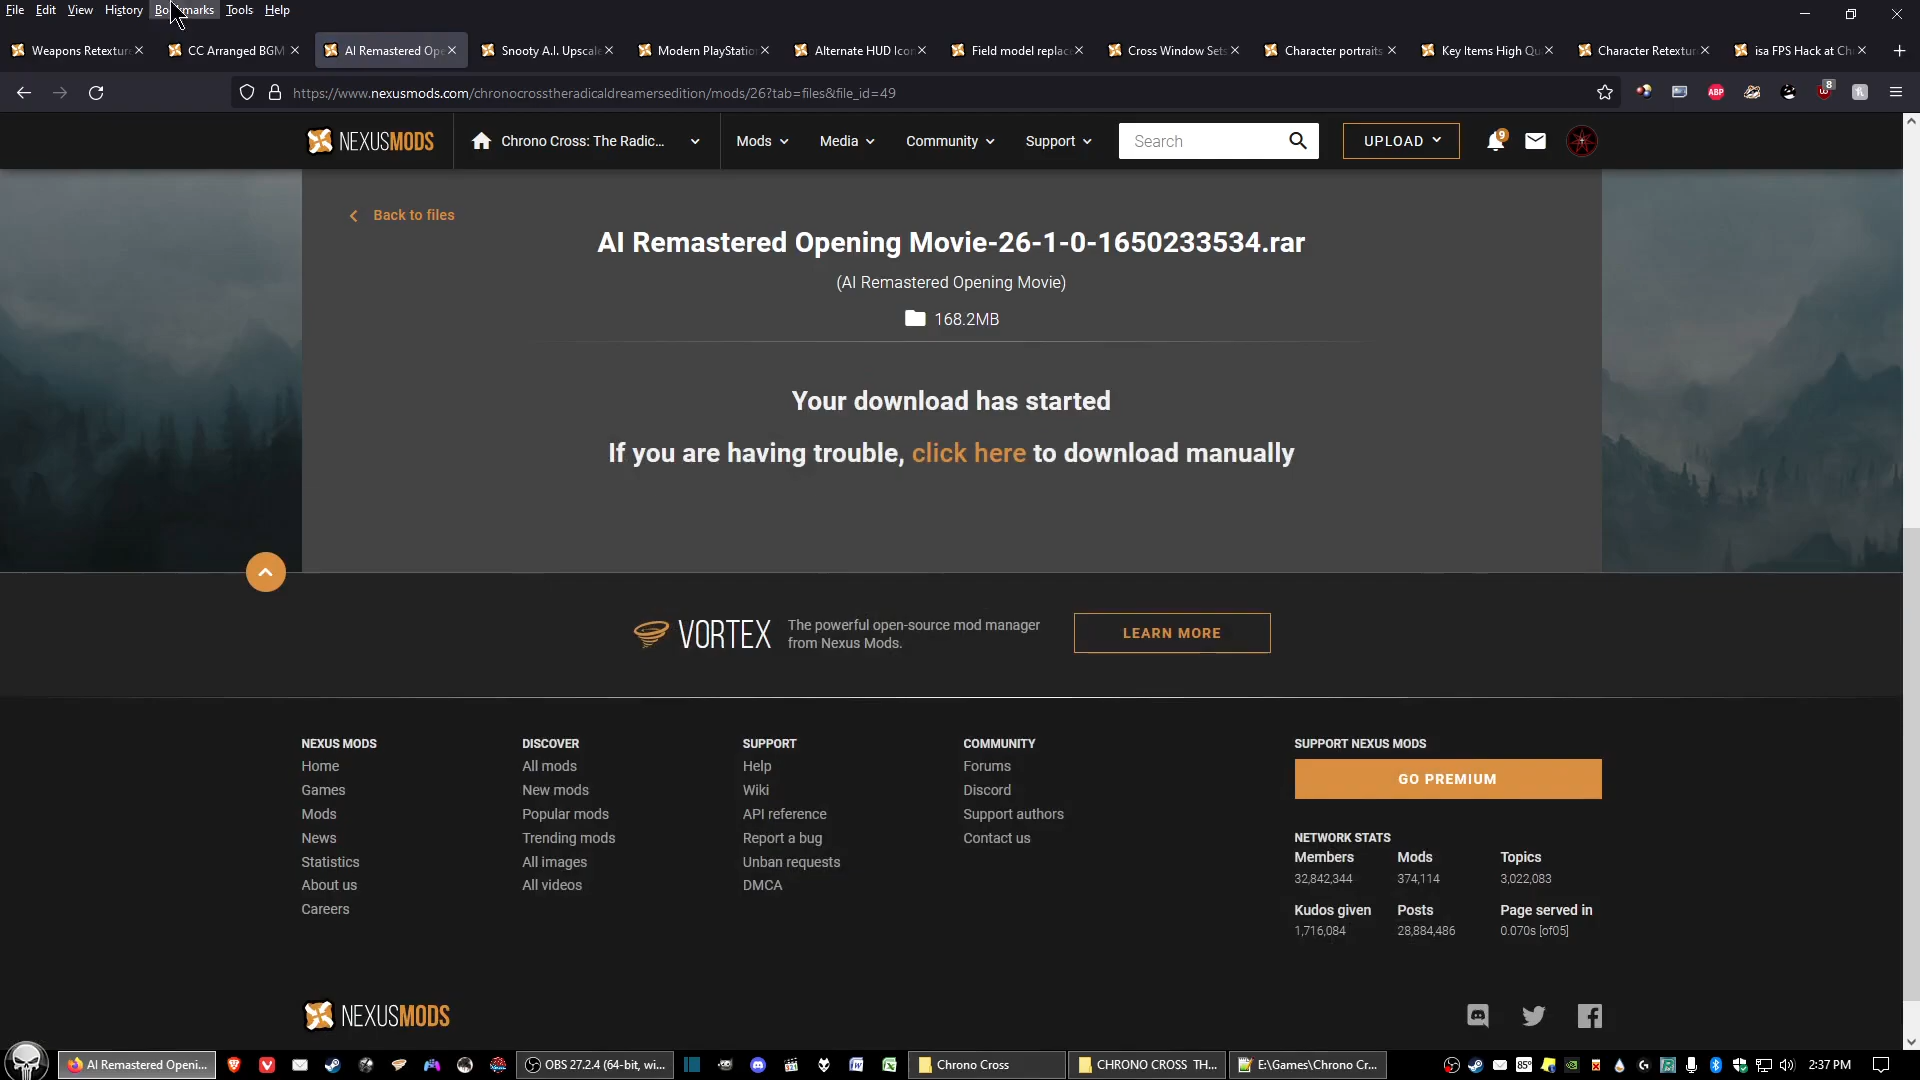 File Edit View History Bookmarks Tools Help
Weapons Retextur
CC Arranged BGM
AI Remastered Ope
Snooty A.I. Upscale
Modern PlayStatio
Alternate HUD Ico
Field model replac
Cross Window Sets
Character portraits
Key Items High Qu
Character Retextur
isa FPS Hack at Ch
https://www.nexusmods.com/chronocrosstheradicaldreamersedition/mods/26?tab=files&file_id=49
ABP
8
NEXUSMODS
Chrono Cross: The Radic...
Mods
Media
Community
Support
Search
UPLOAD
9
Back to files
AI Remastered Opening Movie-26-1-0-1650233534.rar
(AI Remastered Opening Movie)
168.2MB
Your download has started
If you are having trouble, click here to download manually
VORTEX
The powerful open-source mod manager
from Nexus Mods.
LEARN MORE
NEXUS MODS
Home
Games
Mods
News
Statistics
About us
Careers
DISCOVER
All mods
New mods
Popular mods
Trending mods
All images
All videos
SUPPORT
Help
Wiki
API reference
Report a bug
Unban requests
DMCA
COMMUNITY
Forums
Discord
Support authors
Contact us
SUPPORT NEXUS MODS
GO PREMIUM
NETWORK STATS
Members
32,842,344
Mods
374,114
Topics
3,022,083
Kudos given
1,716,084
Posts
28,884,486
Page served in
0.070s [of05]
NEXUSMODS
AI Remastered Openi...
OBS 27.2.4 (64-bit, wi...
Chrono Cross
CHRONO CROSS TH...
E:\Games\Chrono Cr...
85°
2:37 PM